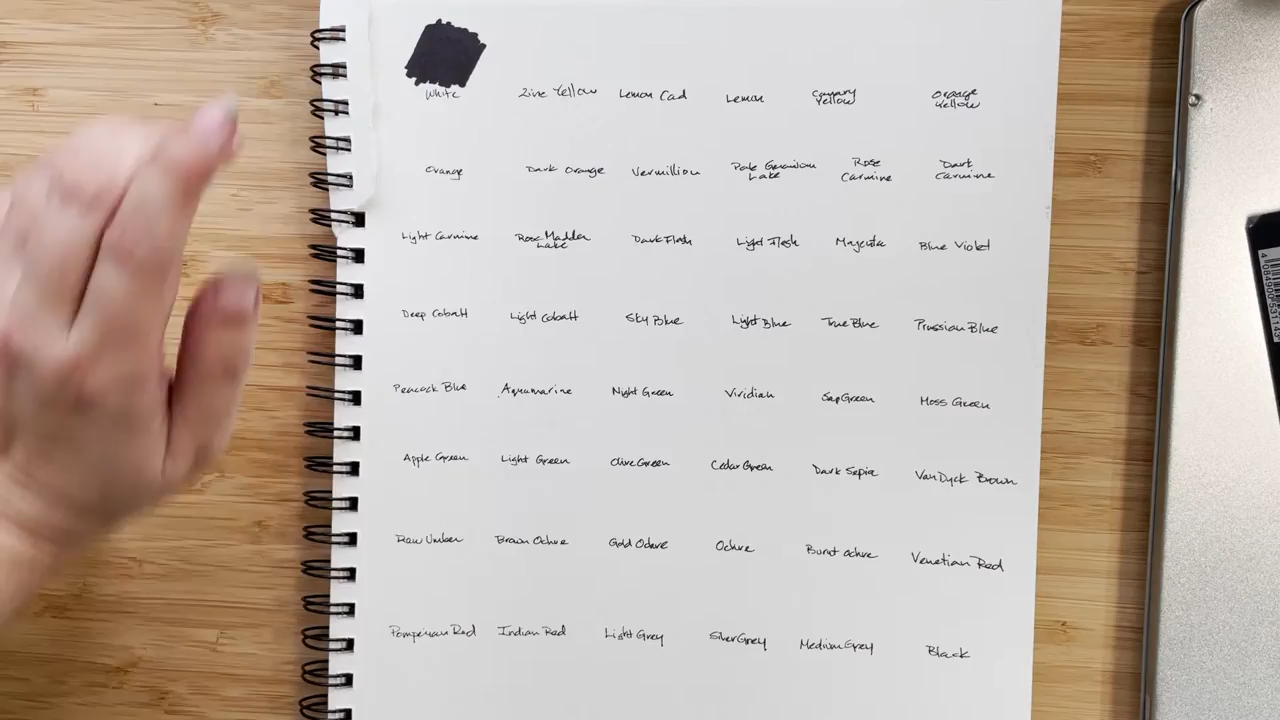 White Zinc Yellow Lemon Cad Lemon Canary Yellow Orange Yellow
Orange Dark Orange Vermillion Pale Geranium Lake Rose Carmine Dark Carmine
Light Carmine Rose Madder Lake Dark Flesh Light Flesh Magenta Blue Violet
Deep Cobalt Light Cobalt Sky Blue Light Blue True Blue Prussian Blue
Peacock Blue Aquamarine Night Green Viridian Sap Green Moss Green
Apple Green Light Green Olive Green Cedar Green Dark Sepia Van Dyck Brown
Raw Umber Brown Ochre Gold Ochre Ochre Burnt Ochre Venetian Red
Pompeiian Red Indian Red Light Grey Silver Grey Medium Grey Black